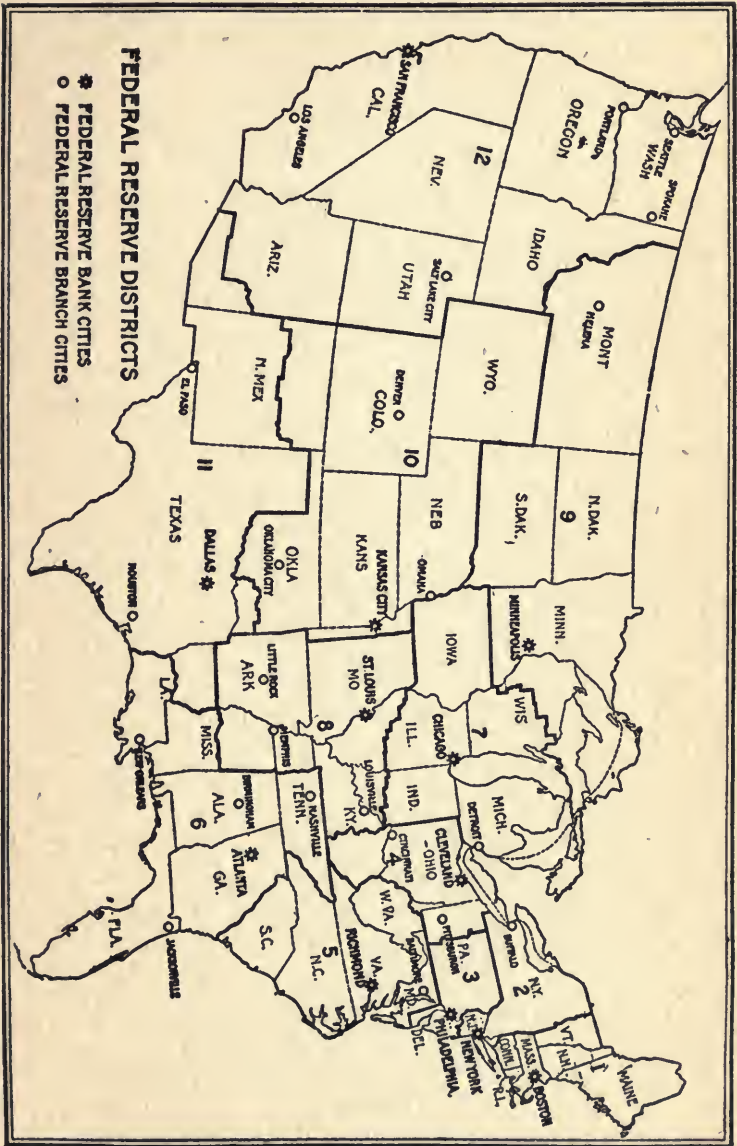 FEDERAL RESERVE DISTRICTS
FEDERAL RESERVE BANK CITIES
FEDERAL RESERVE BRANCH CITIES
SEATTLE
WASH
SPOKANE
PORTLAND
OREGON
IDAHO
MONT
HELENA
SAN FRANCISCO
CAL.
LOS ANGELES
12
NEV.
SALT LAKE CITY
UTAH
ARIZ.
WYO.
DENVER
COLO.
10
N. MEX
EL PASO
11
TEXAS
DALLAS
HOUSTON
N. DAK.
9
S. DAK.
NEB
OMAHA
KANS
KANSAS CITY
OKLA
OKLAHOMA CITY
MINN.
MINNEAPOLIS
IOWA
ST. LOUIS
MO
8
LITTLE ROCK
ARK
LA.
NEW ORLEANS
WIS
7
CHICAGO
ILL.
IND.
MICH.
DETROIT
LOUISVILLE
KY.
MEMPHIS
NASHVILLE
TENN.
MISS.
BIRMINGHAM
ALA.
6
ATLANTA
GA.
FLA.
JACKSONVILLE
S.C.
N.C.
5
CLEVELAND
OHIO
4
CINCINNATI
W. VA.
VA.
RICHMOND
BALTIMORE
MD.
DEL.
PITTSBURGH
PA.
3
PHILADELPHIA
N.J.
BUFFALO
N.Y.
2
NEW YORK
CONN.
R.I.
MASS.
BOSTON
VT.
N.H.
1
MAINE